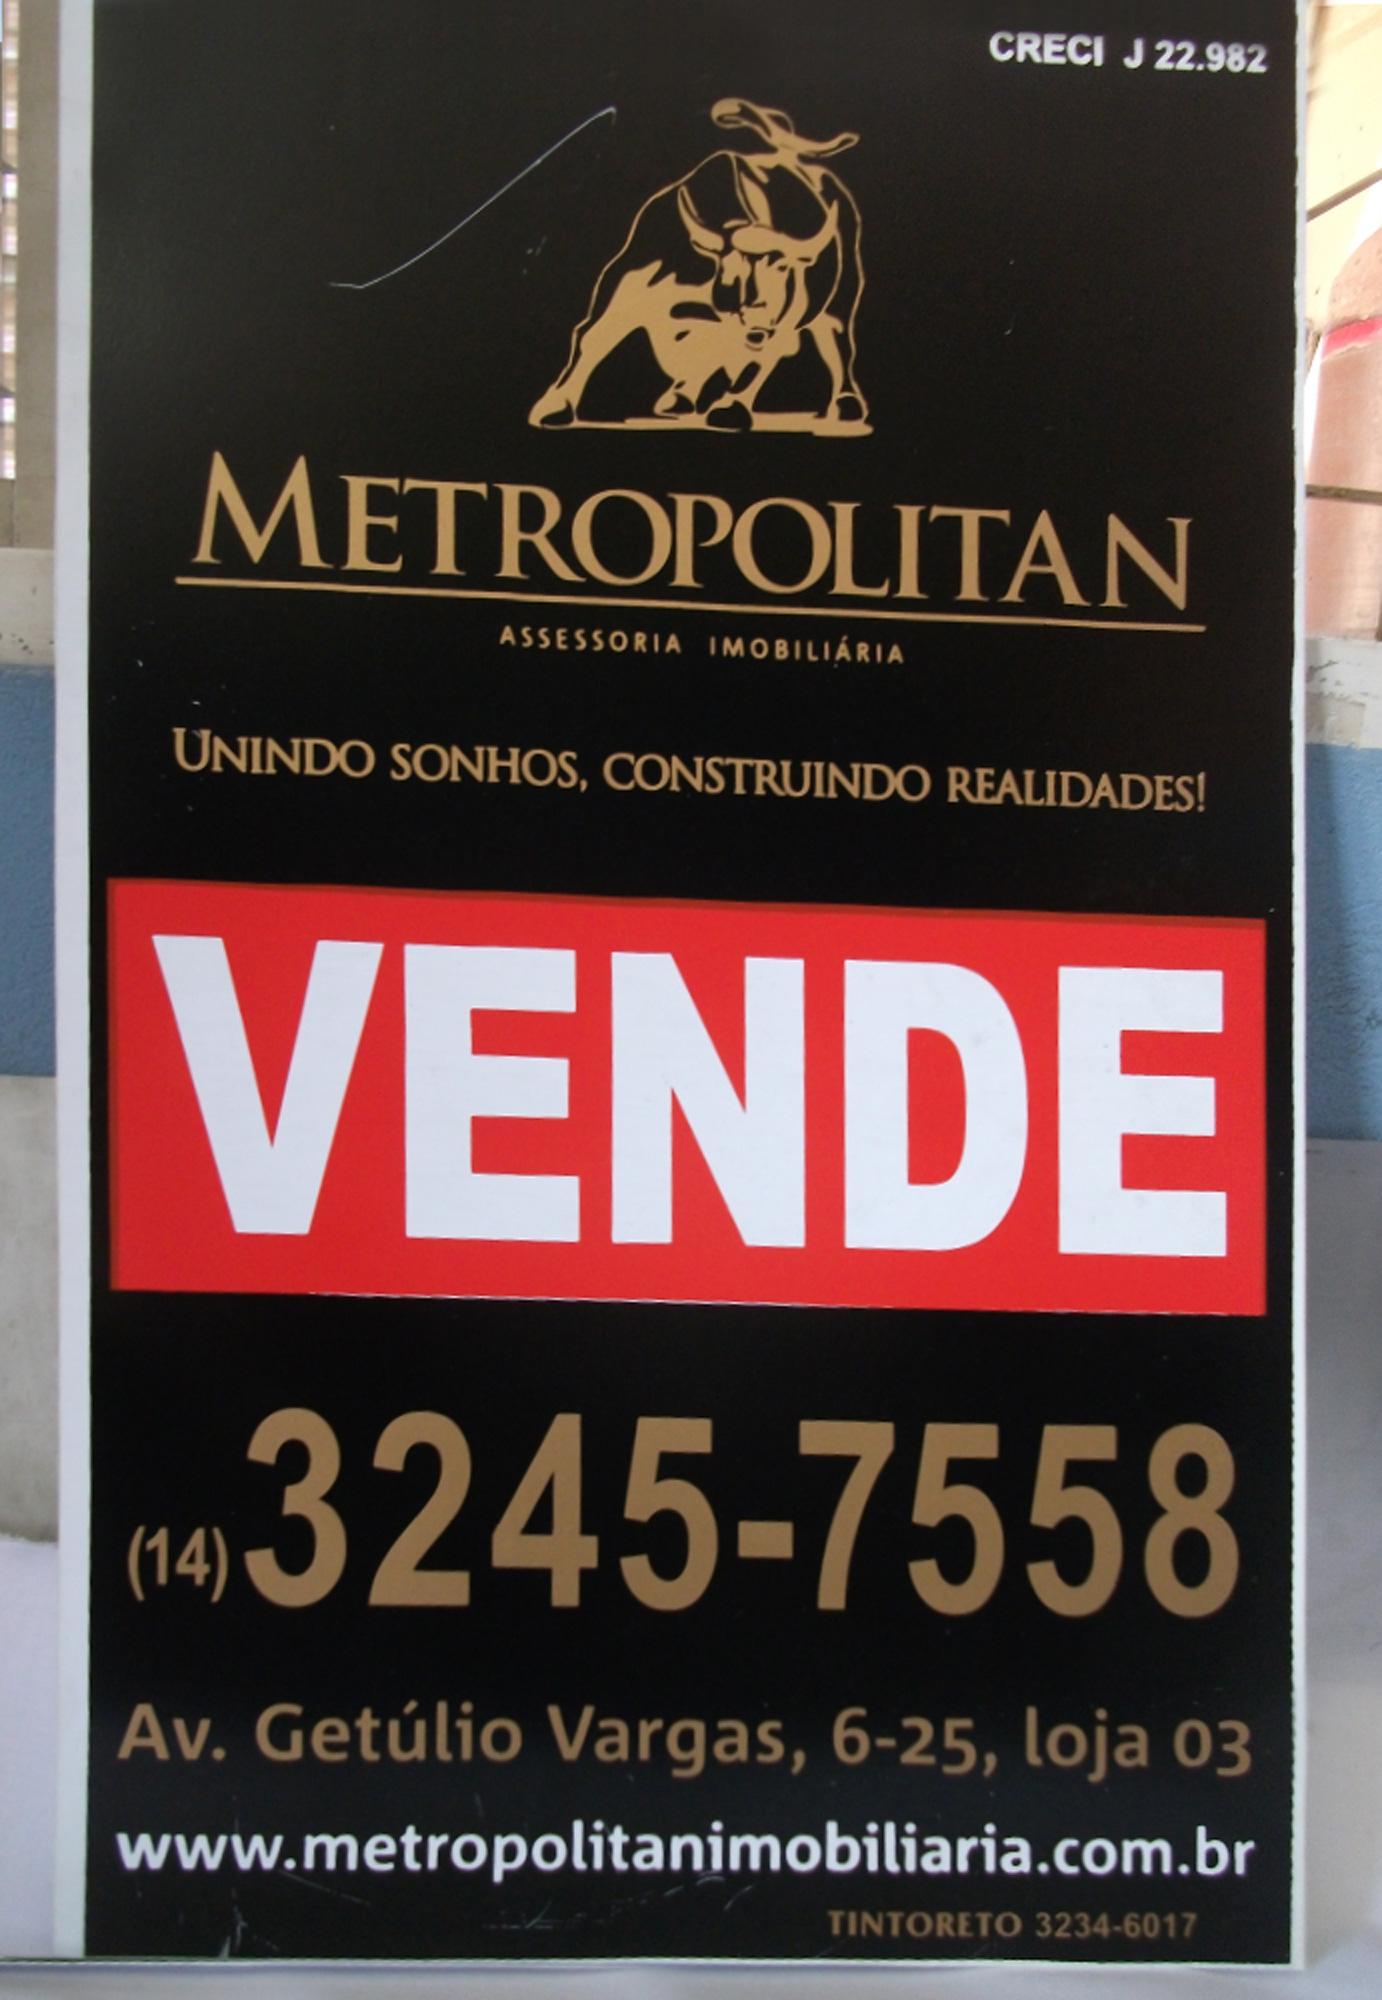 CRECI J 22.982
METROPOLITAN
ASSESSORIA IMOBILIÁRIA
UNINDO SONHOS, CONSTRUINDO REALIDADES!
VENDE
(14) 3245-7558
Av. Getúlio Vargas, 6-25, loja 03
www.metropolitanimobiliaria.com.br
TINTORETO 3234-6017